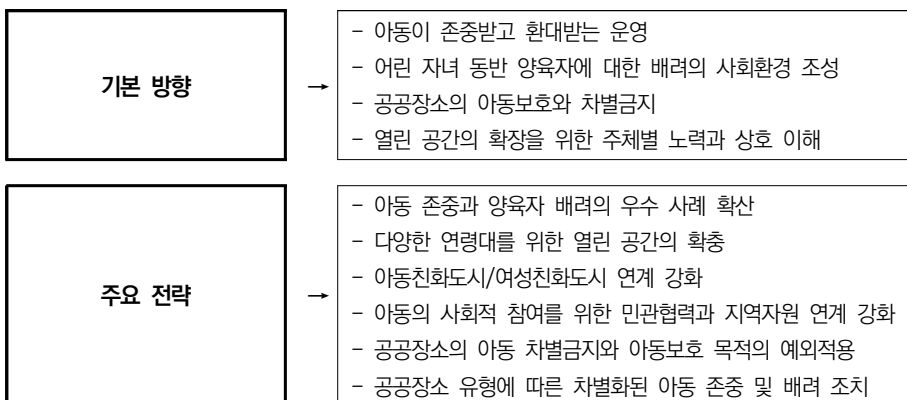 기본 방향
→
- 아동이 존중받고 환대받는 운영
- 어린 자녀 동반 양육자에 대한 배려의 사회환경 조성
- 공공장소의 아동보호와 차별금지
- 열린 공간의 확장을 위한 주체별 노력과 상호 이해
주요 전략
→
- 아동 존중과 양육자 배려의 우수 사례 확산
- 다양한 연령대를 위한 열린 공간의 확충
- 아동친화도시/여성친화도시 연계 강화
- 아동의 사회적 참여를 위한 민관협력과 지역자원 연계 강화
- 공공장소의 아동 차별금지와 아동보호 목적의 예외적용
- 공공장소 유형에 따른 차별화된 아동 존중 및 배려 조치